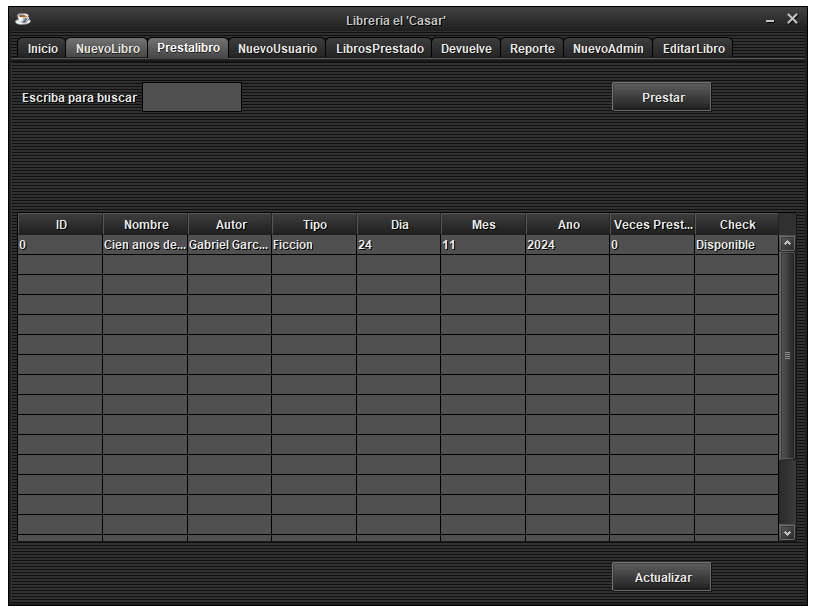 Libreria el 'Casar'
Inicio NuevoLibro Prestalibro NuevoUsuario LibrosPrestado Devuelve Reporte NuevoAdmin EditarLibro
Escriba para buscar Prestar
ID Nombre Autor Tipo Dia Mes Ano Veces Prest... Check
0 Cien anos de... Gabriel Garc... Ficcion 24 11 2024 0 Disponible
Actualizar